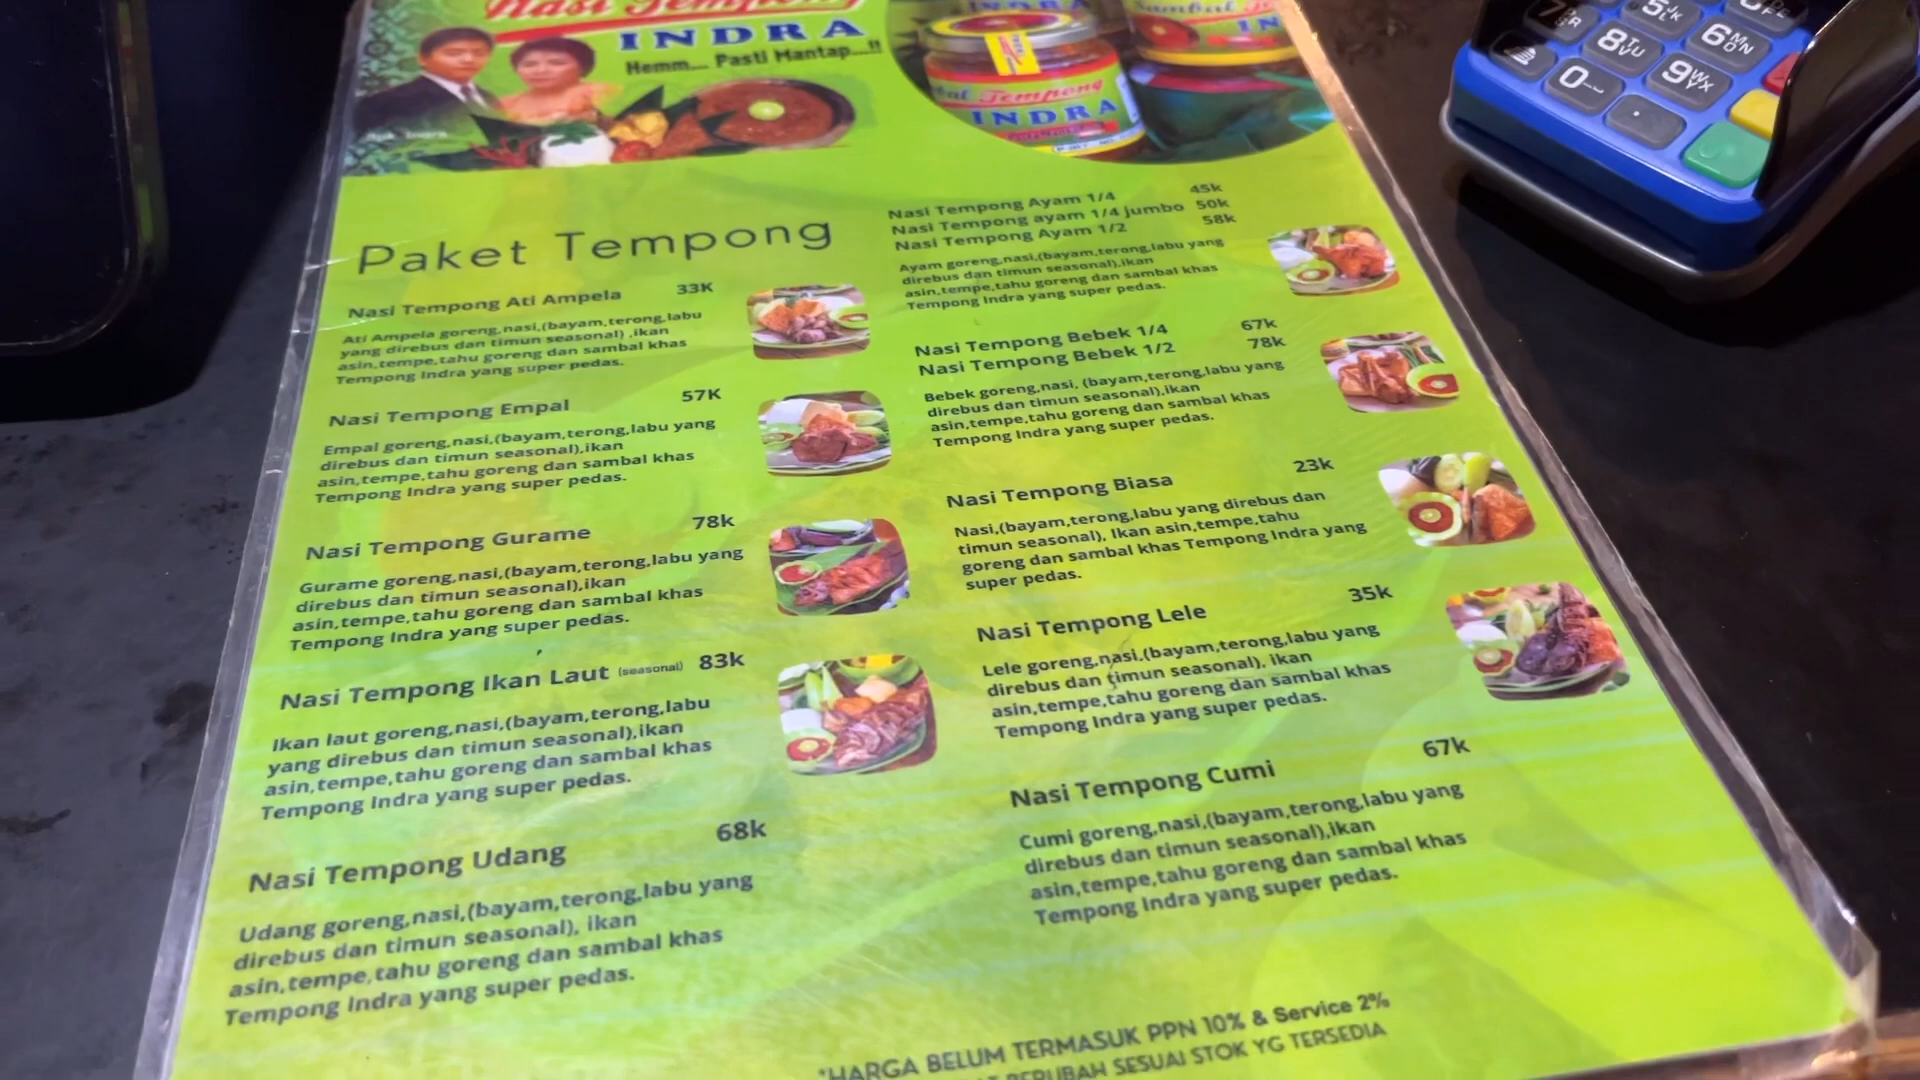 Nasi Tempong
INDRA
Hemm.... Pasti Mantap....!!
Tempong
INDRA
Paket Tempong
Nasi Tempong Ati Ampela 33K
Ati Ampela goreng,nasi,(bayam,terong,labu
yang direbus dan timun seasonal) ,ikan
asin,tempe,tahu goreng dan sambal khas
Tempong Indra yang super pedas.
Nasi Tempong Empal 57K
Empal goreng,nasi,(bayam,terong,labu yang
direbus dan timun seasonal),ikan
asin,tempe,tahu goreng dan sambal khas
Tempong Indra yang super pedas.
Nasi Tempong Gurame 78k
Gurame goreng,nasi,(bayam,terong,labu yang
direbus dan timun seasonal),ikan
asin,tempe,tahu goreng dan sambal khas
Tempong Indra yang super pedas.
Nasi Tempong Ikan Laut (seasonal) 83k
Ikan laut goreng,nasi,(bayam,terong,labu
yang direbus dan timun seasonal),ikan
asin,tempe,tahu goreng dan sambal khas
Tempong Indra yang super pedas.
Nasi Tempong Udang 68k
Udang goreng,nasi,(bayam,terong,labu yang
direbus dan timun seasonal), ikan
asin,tempe,tahu goreng dan sambal khas
Tempong Indra yang super pedas.
Nasi Tempong Ayam 1/4 45k
Nasi Tempong ayam 1/4 jumbo 50k
Nasi Tempong Ayam 1/2 58k
Ayam goreng,nasi,(bayam,terong,labu yang
direbus dan timun seasonal),ikan
asin,tempe,tahu goreng dan sambal khas
Tempong Indra yang super pedas.
Nasi Tempong Bebek 1/4 67k
Nasi Tempong Bebek 1/2 78k
Bebek goreng,nasi, (bayam,terong,labu yang
direbus dan timun seasonal),ikan
asin,tempe,tahu goreng dan sambal khas
Tempong Indra yang super pedas.
Nasi Tempong Biasa 23k
Nasi,(bayam,terong,labu yang direbus dan
timun seasonal), Ikan asin,tempe,tahu
goreng dan sambal khas Tempong Indra yang
super pedas.
Nasi Tempong Lele 35k
Lele goreng,nasi,(bayam,terong,labu yang
direbus dan timun seasonal), ikan
asin,tempe,tahu goreng dan sambal khas
Tempong Indra yang super pedas.
Nasi Tempong Cumi 67k
Cumi goreng,nasi,(bayam,terong,labu yang
direbus dan timun seasonal),ikan
asin,tempe,tahu goreng dan sambal khas
Tempong Indra yang super pedas.
*HARGA BELUM TERMASUK PPN 10% & Service 2%
BERUBAH SESUAI STOK YG TERSEDIA
8 TUV
6 MNO
0
9 WXY